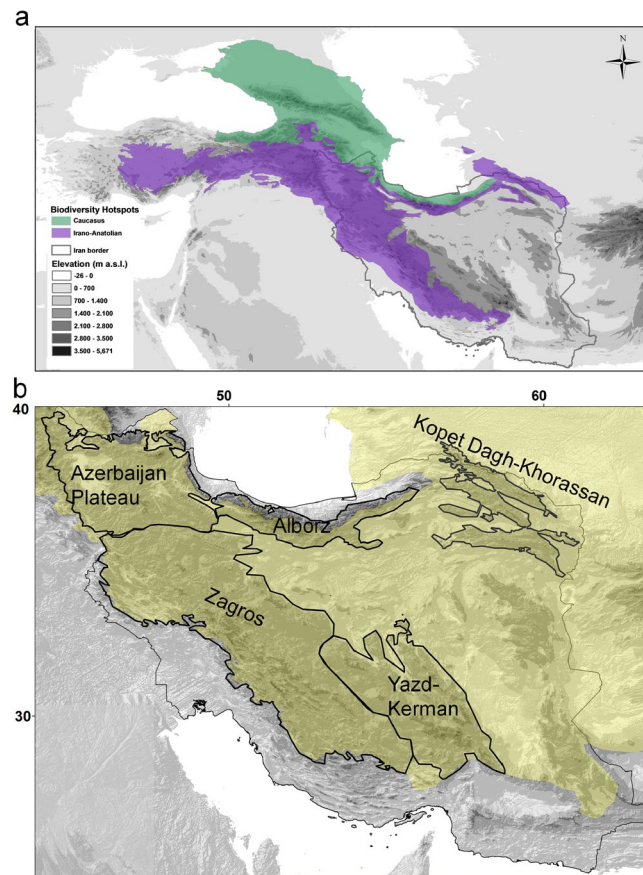 a
N
Biodiversity Hotspots
Caucasus
Irano-Anatolian
Iran border
Elevation (m a.s.l.)
-26 - 0
0 - 700
700 - 1.400
1.400 - 2.100
2.100 - 2.800
2.800 - 3.500
3.500 - 5,671
b
50
60
40
Kopet Dagh-Khorassan
Azerbaijan
Plateau
Alborz
Zagros
Yazd-
Kerman
30